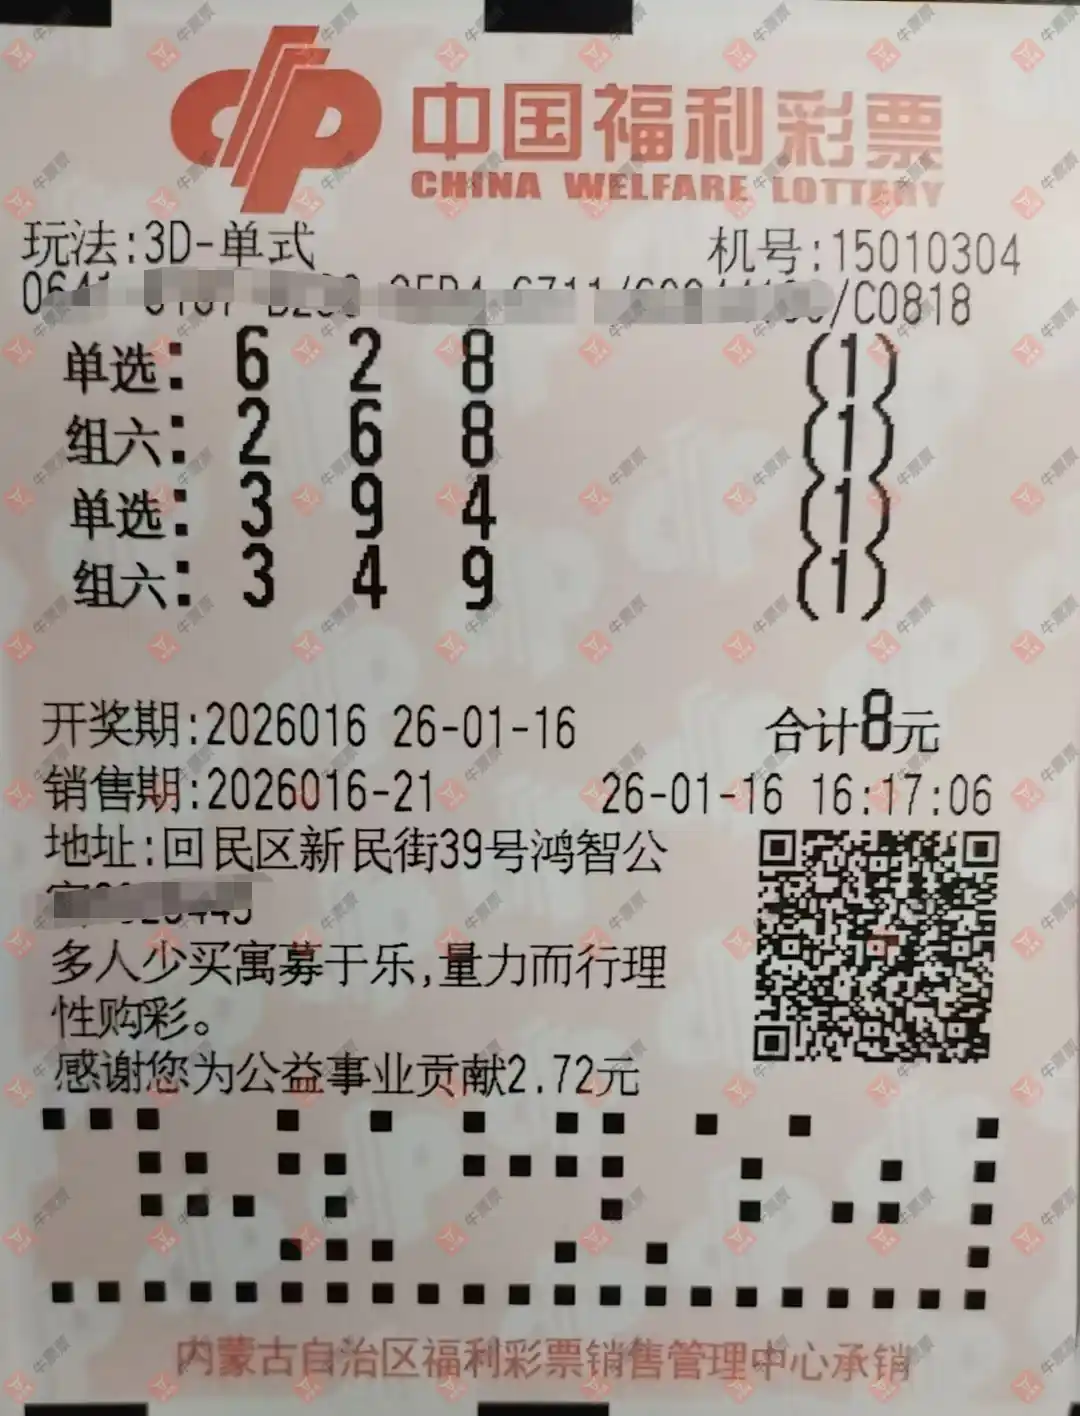 中国福利彩票
CHINA WELFARE LOTTERY
玩法:3D-单式 机号:15010304
/C0818
单选: 6 2 8 (1)
组六: 2 6 8 (1)
单选: 3 9 4 (1)
组六: 3 4 9 (1)
开奖期:2026016 26-01-16 合计8元
销售期:2026016-21 26-01-16 16:17:06
地址:回民区新民街39号鸿智公
多人少买寓募于乐,量力而行理
性购彩。
感谢您为公益事业贡献2.72元
内蒙古自治区福利彩票销售管理中心承销
牛票票